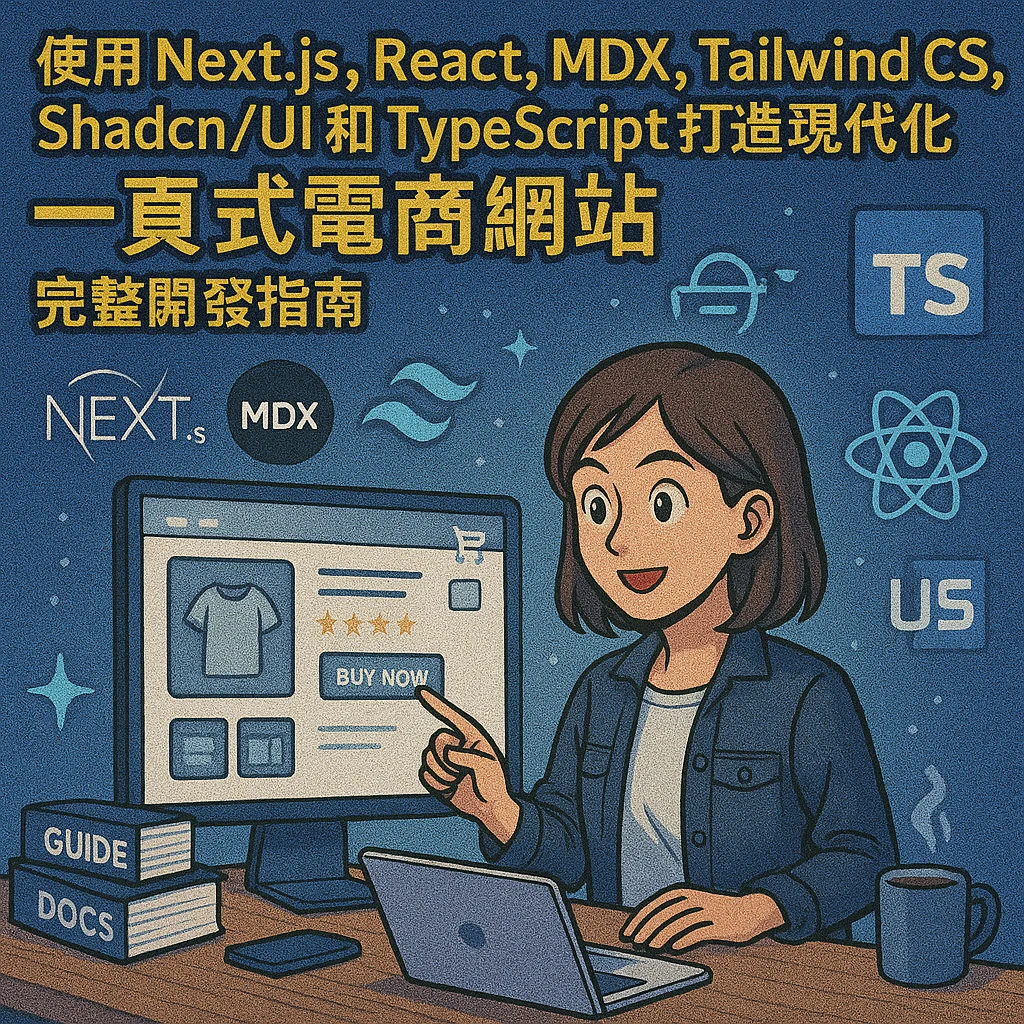 使用 Next.js, React, MDX, Tailwind CS,
Shadcn/UI 和 TypeScript 打造現代化
一頁式電商網站
完整開發指南
TS
NEXT.s
MDX
BUY NOW
US
GUIDE
DOCS